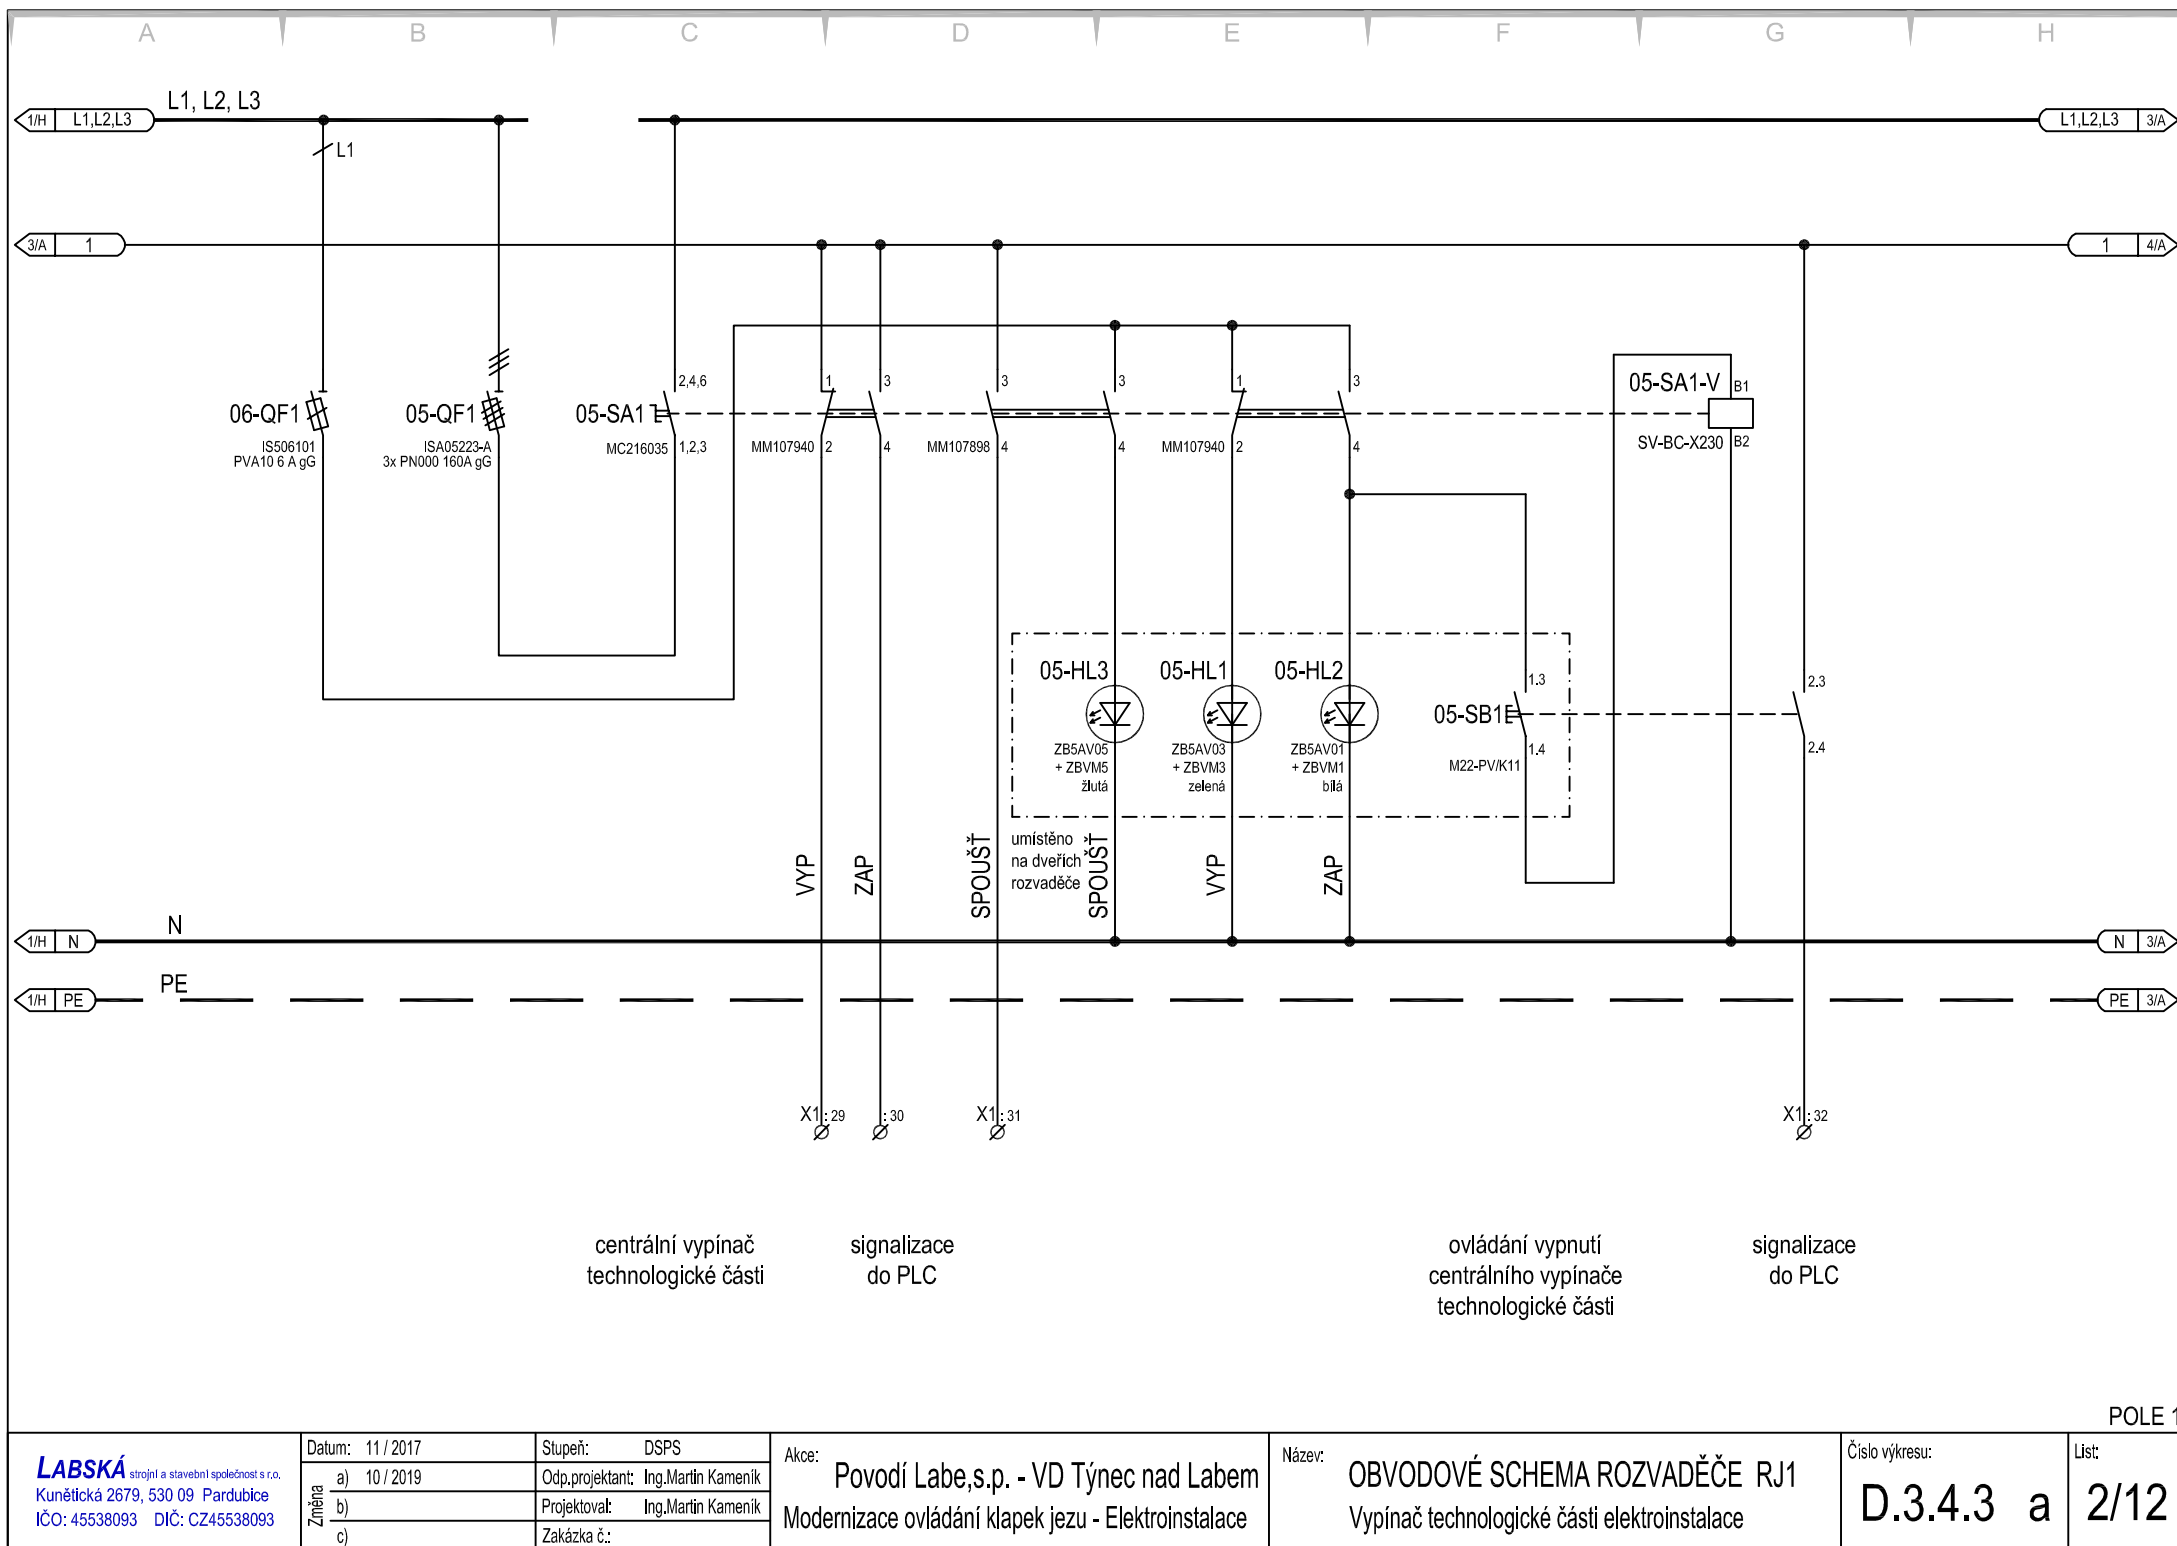 A B C D E F G H
L1, L2, L3
1/H L1,L2,L3
L1,L2,L3 3/A
L1
3/A 1
1 4/A
06-QF1
IS506101
PVA10 6 A gG
05-QF1
ISA05223-A
3x PN000 160A gG
05-SA1
2,4,6
MC216035 1,2,3
1 3
MM107940 2 4
3 3
MM107898 4 4
1 3
MM107940 2 4
05-SA1-V B1
SV-BC-X230 B2
05-HL3
ZB5AV05
+ ZBVM5
žlutá
05-HL1
ZB5AV03
+ ZBVM3
zelená
05-HL2
ZB5AV01
+ ZBVM1
bílá
05-SB1
1.3
1.4
M22-PV/K11
2.3
2.4
umístěno
na dveřích
rozvaděče
VYP
ZAP
SPOUŠŤ
SPOUŠŤ
VYP
ZAP
N
1/H N
N 3/A
PE
1/H PE
PE 3/A
X1: 29
: 30
X1: 31
X1: 32
centrální vypínač
technologické části
signalizace
do PLC
ovládání vypnutí
centrálního vypínače
technologické části
signalizace
do PLC
POLE 1
LABSKÁ strojní a stavební společnost s r.o.
Kunětická 2679, 530 09 Pardubice
IČO: 45538093 DIČ: CZ45538093
Datum: 11 / 2017
Změna
a) 10 / 2019
b)
c)
Stupeň: DSPS
Odp.projektant: Ing.Martin Kameník
Projektoval: Ing.Martin Kameník
Zakázka č.:
Akce:
Povodí Labe,s.p. - VD Týnec nad Labem
Modernizace ovládání klapek jezu - Elektroinstalace
Název:
OBVODOVÉ SCHEMA ROZVADĚČE RJ1
Vypínač technologické části elektroinstalace
Číslo výkresu:
D.3.4.3 a
List:
2/12